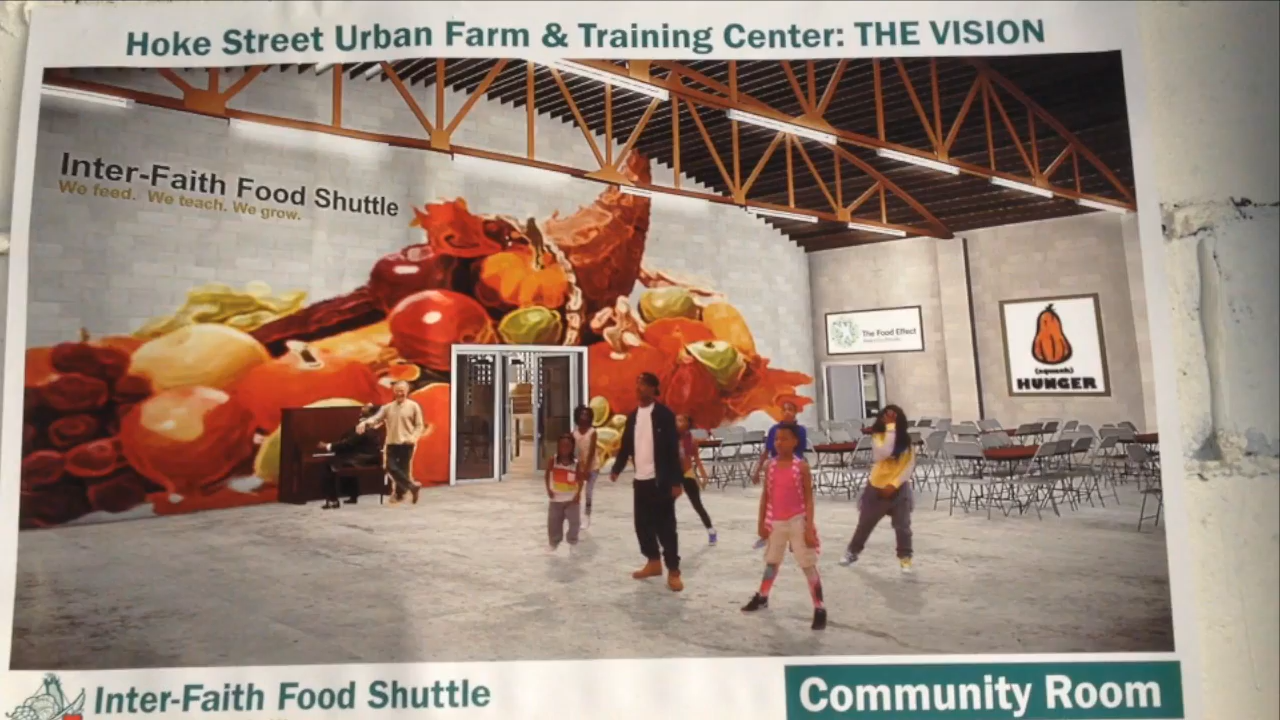 Hoke Street Urban Farm & Training Center: THE VISION
Inter-Faith Food Shuttle
We feed. We teach. We grow.
The Food Effect
(squash)
HUNGER
Inter-Faith Food Shuttle
Community Room